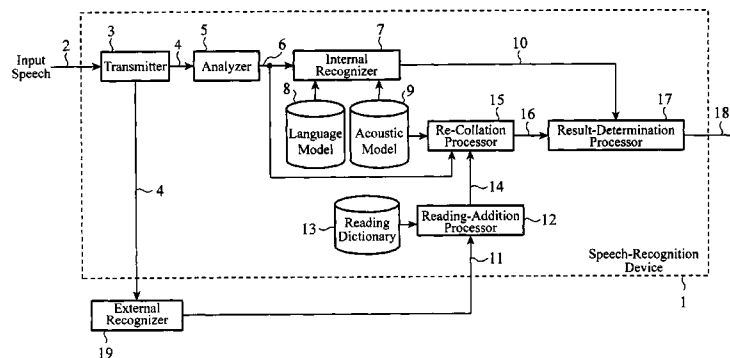 3
5
7
10
2
4
6
Input
Speech
Transmitter
Analyzer
Internal
Recognizer
8
9
15
16
17
18
Language
Model
Acoustic
Model
Re-Collation
Processor
Result-Determination
Processor
4
14
13
Reading
Dictionary
Reading-Addition
Processor
12
11
Speech-Recognition
Device
1
External
Recognizer
19